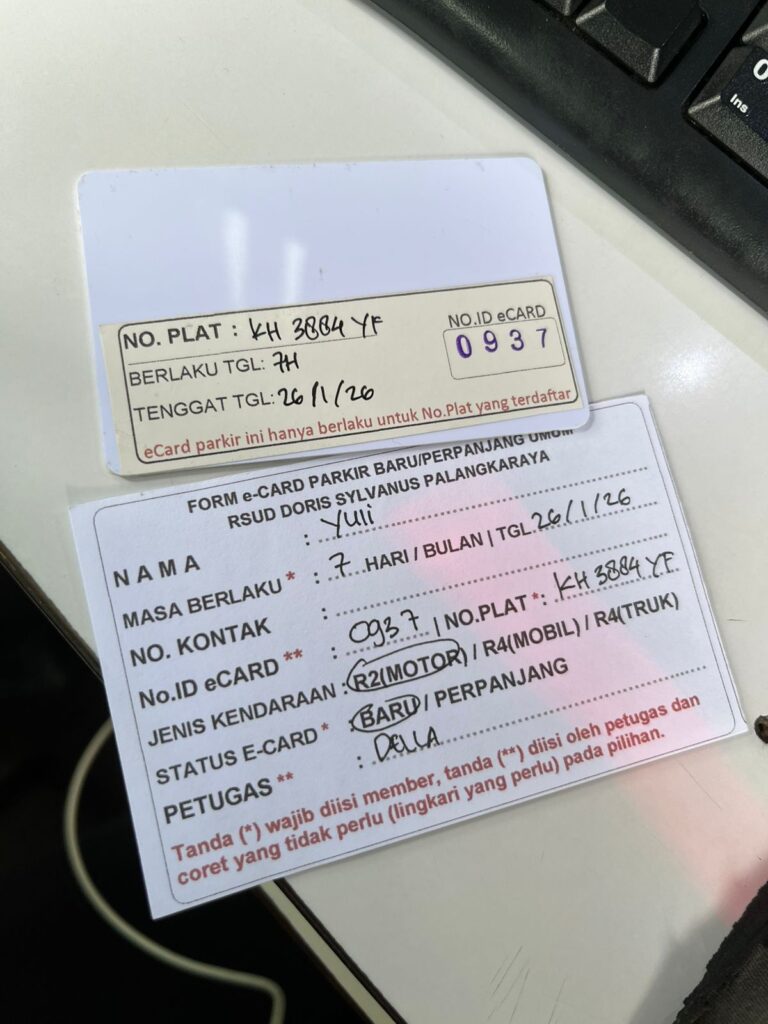 0
Ins
NO. PLAT : KH 3884 YF
NO.ID eCARD
0937
BERLAKU TGL: 7H
TENGGAT TGL: 26/1/26
eCard parkir ini hanya berlaku untuk No.Plat yang terdaftar
FORM e-CARD PARKIR BARU/PERPANJANG UMUM
RSUD DORIS SYLVANUS PALANGKARAYA
NAMA : Yuli
MASA BERLAKU * : 7 HARI / BULAN | TGL 26/1/26
NO. KONTAK :
No.ID eCARD ** : 0937 | NO.PLAT *: KH 3884 YF
JENIS KENDARAAN : R2(MOTOR) / R4(MOBIL) / R4(TRUK)
STATUS E-CARD * : BARU / PERPANJANG
PETUGAS ** : DELLA
Tanda (*) wajib diisi member, tanda (**) diisi oleh petugas dan
coret yang tidak perlu (lingkari yang perlu) pada pilihan.